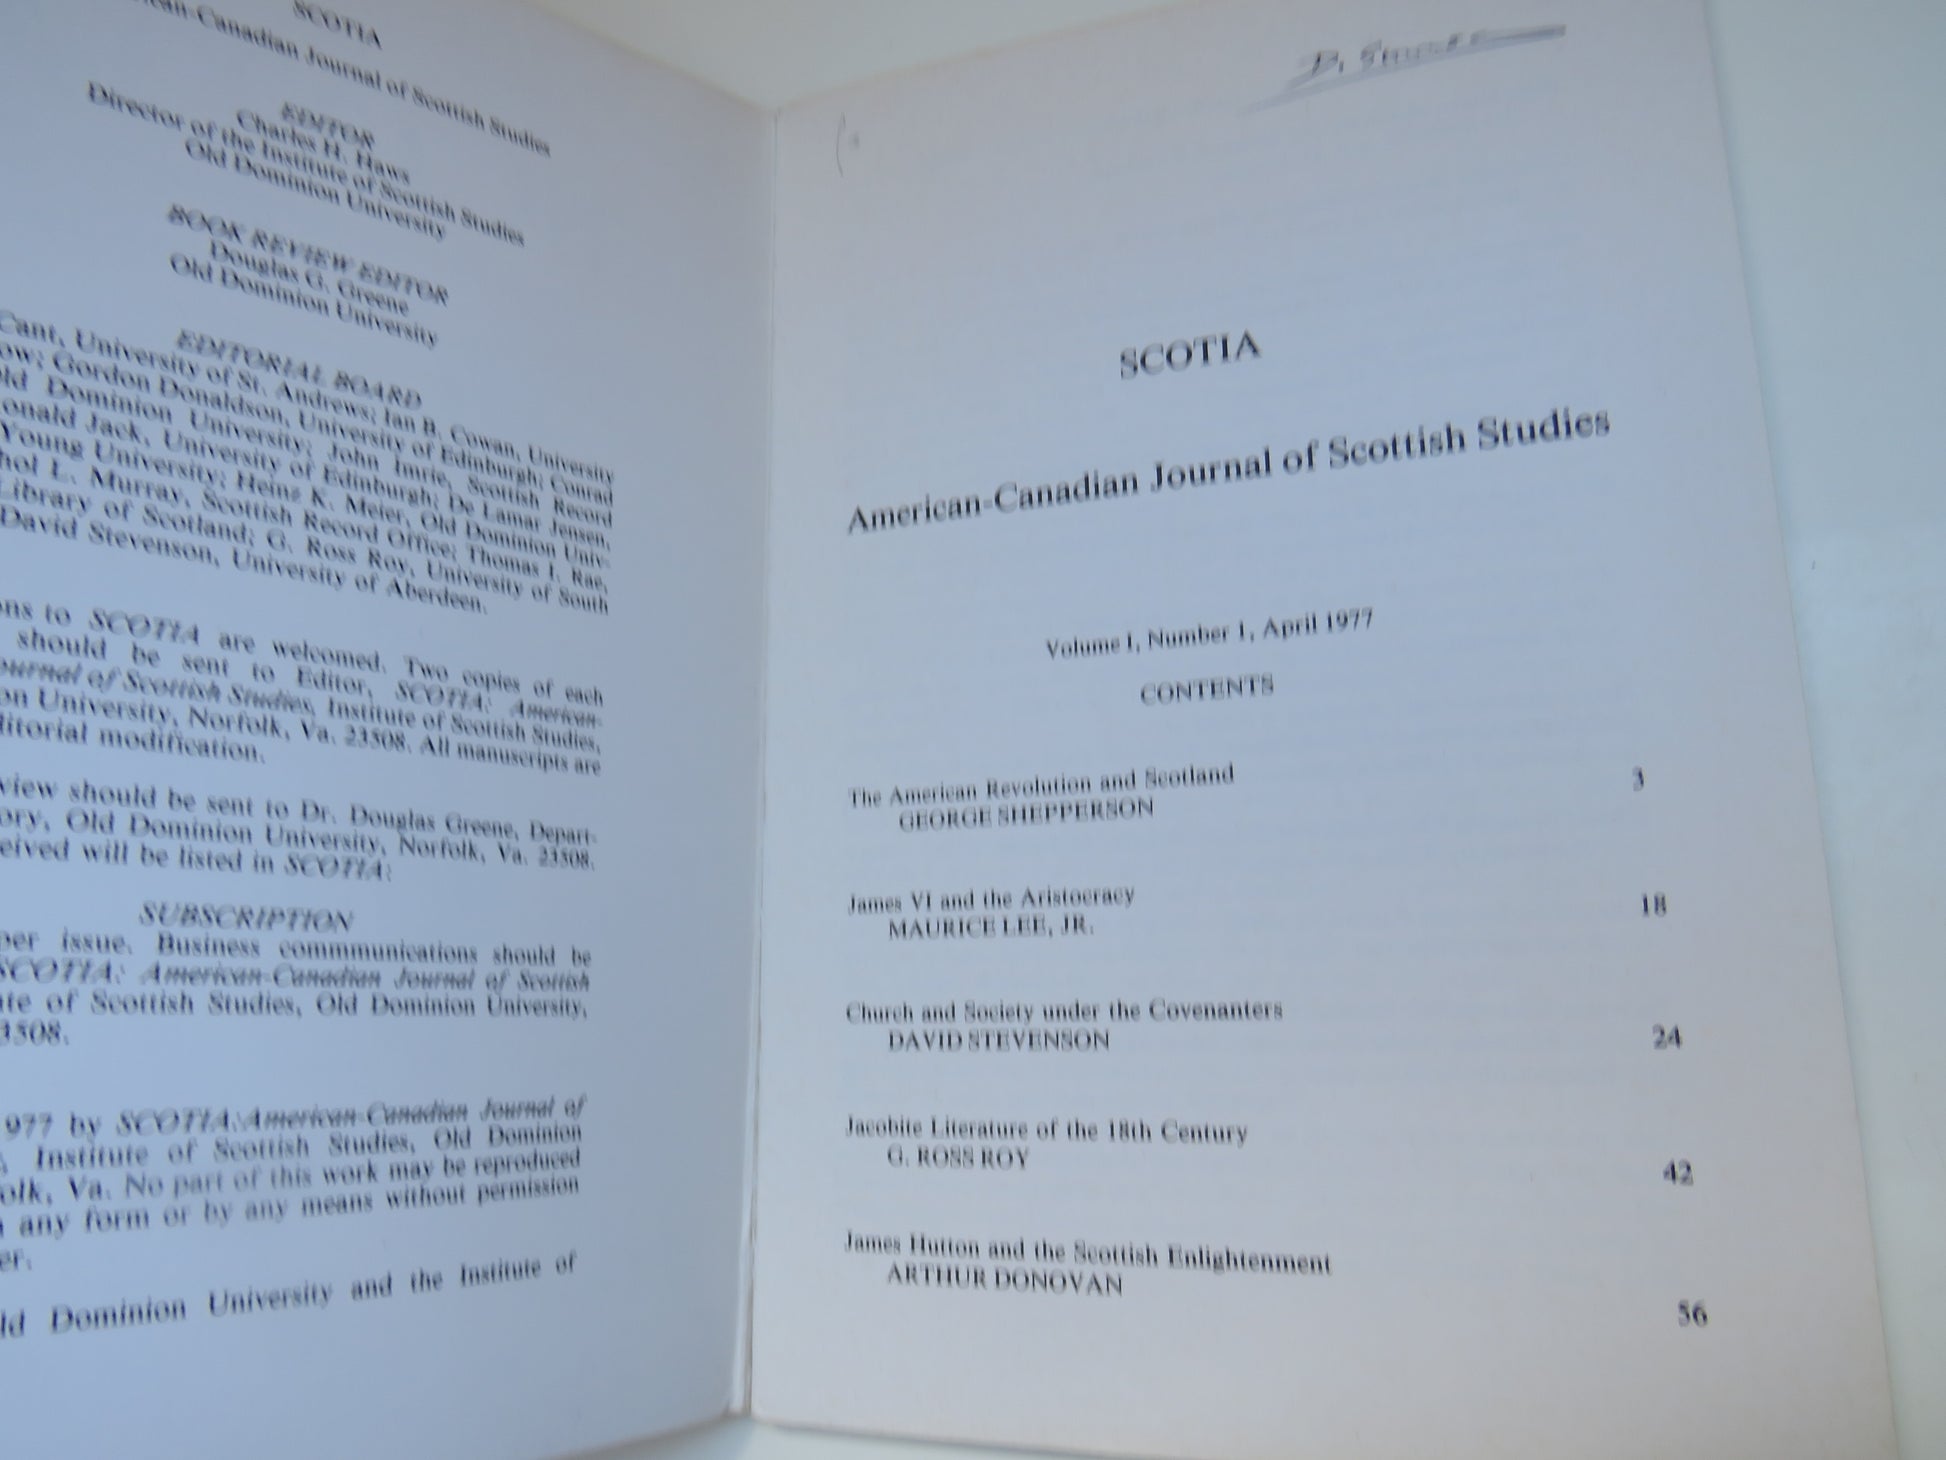 SCOTIA
-Canadian Journal of Scottish Studies
EDITOR
Charles H. Haws
Director of the Institute of Scottish Studies
Old Dominion University
BOOK REVIEW EDITOR
Douglas G. Greene
Old Dominion University
EDITORIAL BOARD
Cant, University of St. Andrews; Ian B. Cowan, University
ow; Gordon Donaldson, University of Edinburgh; Conrad
ld Dominion University; John Imrie, Scottish Record
onald Jack, University of Edinburgh; De Lamar Jensen,
Young University; Heinz K. Meier, Old Dominion Univ-
hol L. Murray, Scottish Record Office; Thomas I. Rae,
Library of Scotland; G. Ross Roy, University of South
David Stevenson, University of Aberdeen.
ons to SCOTIA are welcomed. Two copies of each
should be sent to Editor, SCOTIA: American-
ournal of Scottish Studies, Institute of Scottish Studies,
on University, Norfolk, Va. 23508. All manuscripts are
ditorial modification.
view should be sent to Dr. Douglas Greene, Depart-
ory, Old Dominion University, Norfolk, Va. 23508.
eived will be listed in SCOTIA:
SUBSCRIPTION
per issue. Business commmunications should be
SCOTIA: American-Canadian Journal of Scottish
te of Scottish Studies, Old Dominion University,
3508.
977 by SCOTIA:American-Canadian Journal of
, Institute of Scottish Studies, Old Dominion
olk, Va. No part of this work may be reproduced
any form or by any means without permission
er.
ld Dominion University and the Institute of
SCOTIA
American-Canadian Journal of Scottish Studies
Volume I, Number 1, April 1977
CONTENTS
The American Revolution and Scotland 3
GEORGE SHEPPERSON
James VI and the Aristocracy 18
MAURICE LEE, JR.
Church and Society under the Covenanters
DAVID STEVENSON 24
Jacobite Literature of the 18th Century
G. ROSS ROY 42
James Hutton and the Scottish Enlightenment
ARTHUR DONOVAN
56